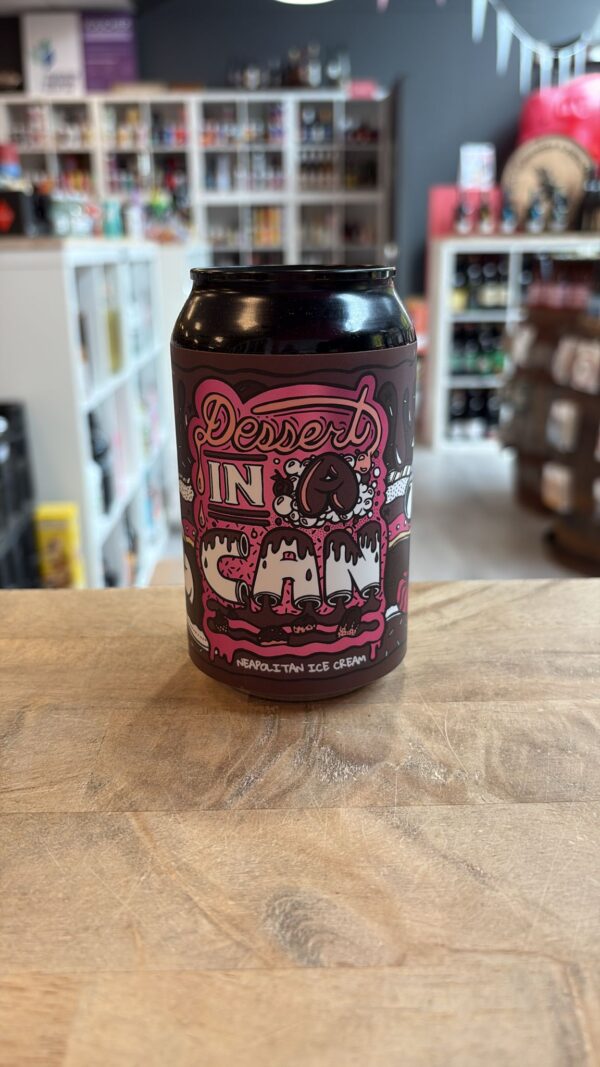 Dessert
IN A
CAN
NEAPOLITAN ICE CREAM